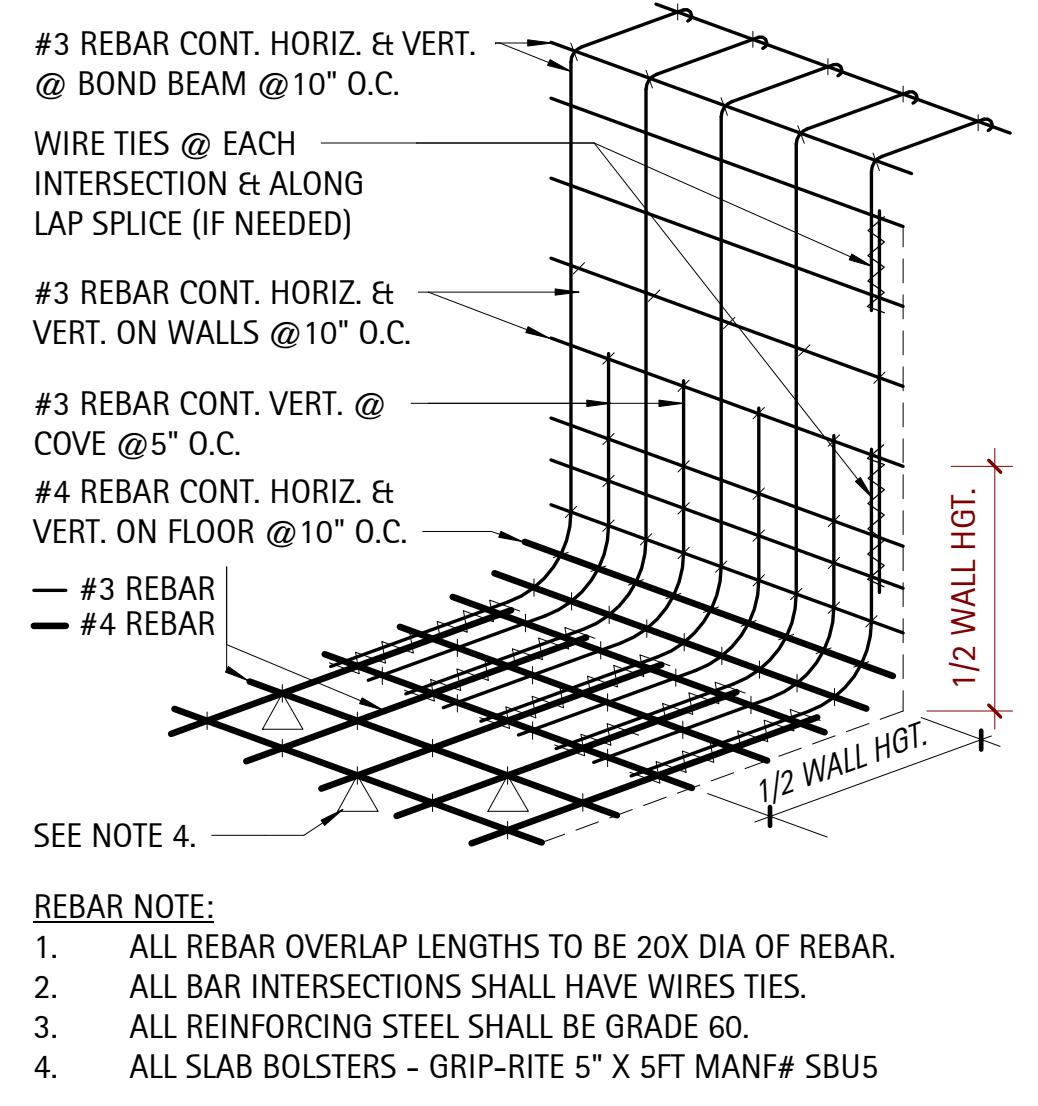 #3 REBAR CONT. HORIZ. & VERT.
@ BOND BEAM @10" O.C.
WIRE TIES @ EACH
INTERSECTION & ALONG
LAP SPLICE (IF NEEDED)
#3 REBAR CONT. HORIZ. &
VERT. ON WALLS @10" O.C.
#3 REBAR CONT. VERT. @
COVE @5" O.C.
#4 REBAR CONT. HORIZ. &
VERT. ON FLOOR @10" O.C.
#3 REBAR
#4 REBAR
1/2 WALL HGT.
1/2 WALL HGT.
SEE NOTE 4.
REBAR NOTE:
1. ALL REBAR OVERLAP LENGTHS TO BE 20X DIA OF REBAR.
2. ALL BAR INTERSECTIONS SHALL HAVE WIRES TIES.
3. ALL REINFORCING STEEL SHALL BE GRADE 60.
4. ALL SLAB BOLSTERS - GRIP-RITE 5" X 5FT MANF# SBU5